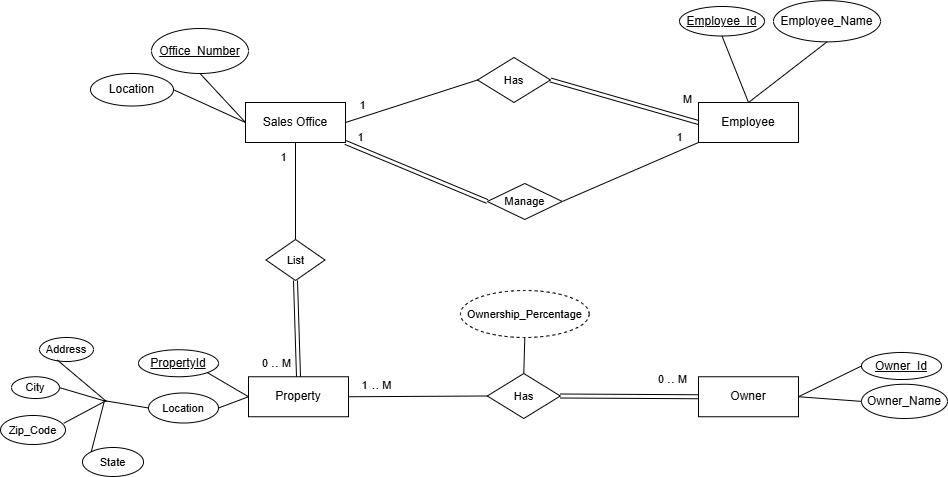 Employee_Id
Employee_Name
Office_Number
Location
Has
1
M
Sales Office
Employee
1
1
1
Manage
List
Ownership_Percentage
Address
PropertyId
0 .. M
City
Location
Property
1 .. M
Has
0 .. M
Owner
Owner_Id
Owner_Name
Zip_Code
State